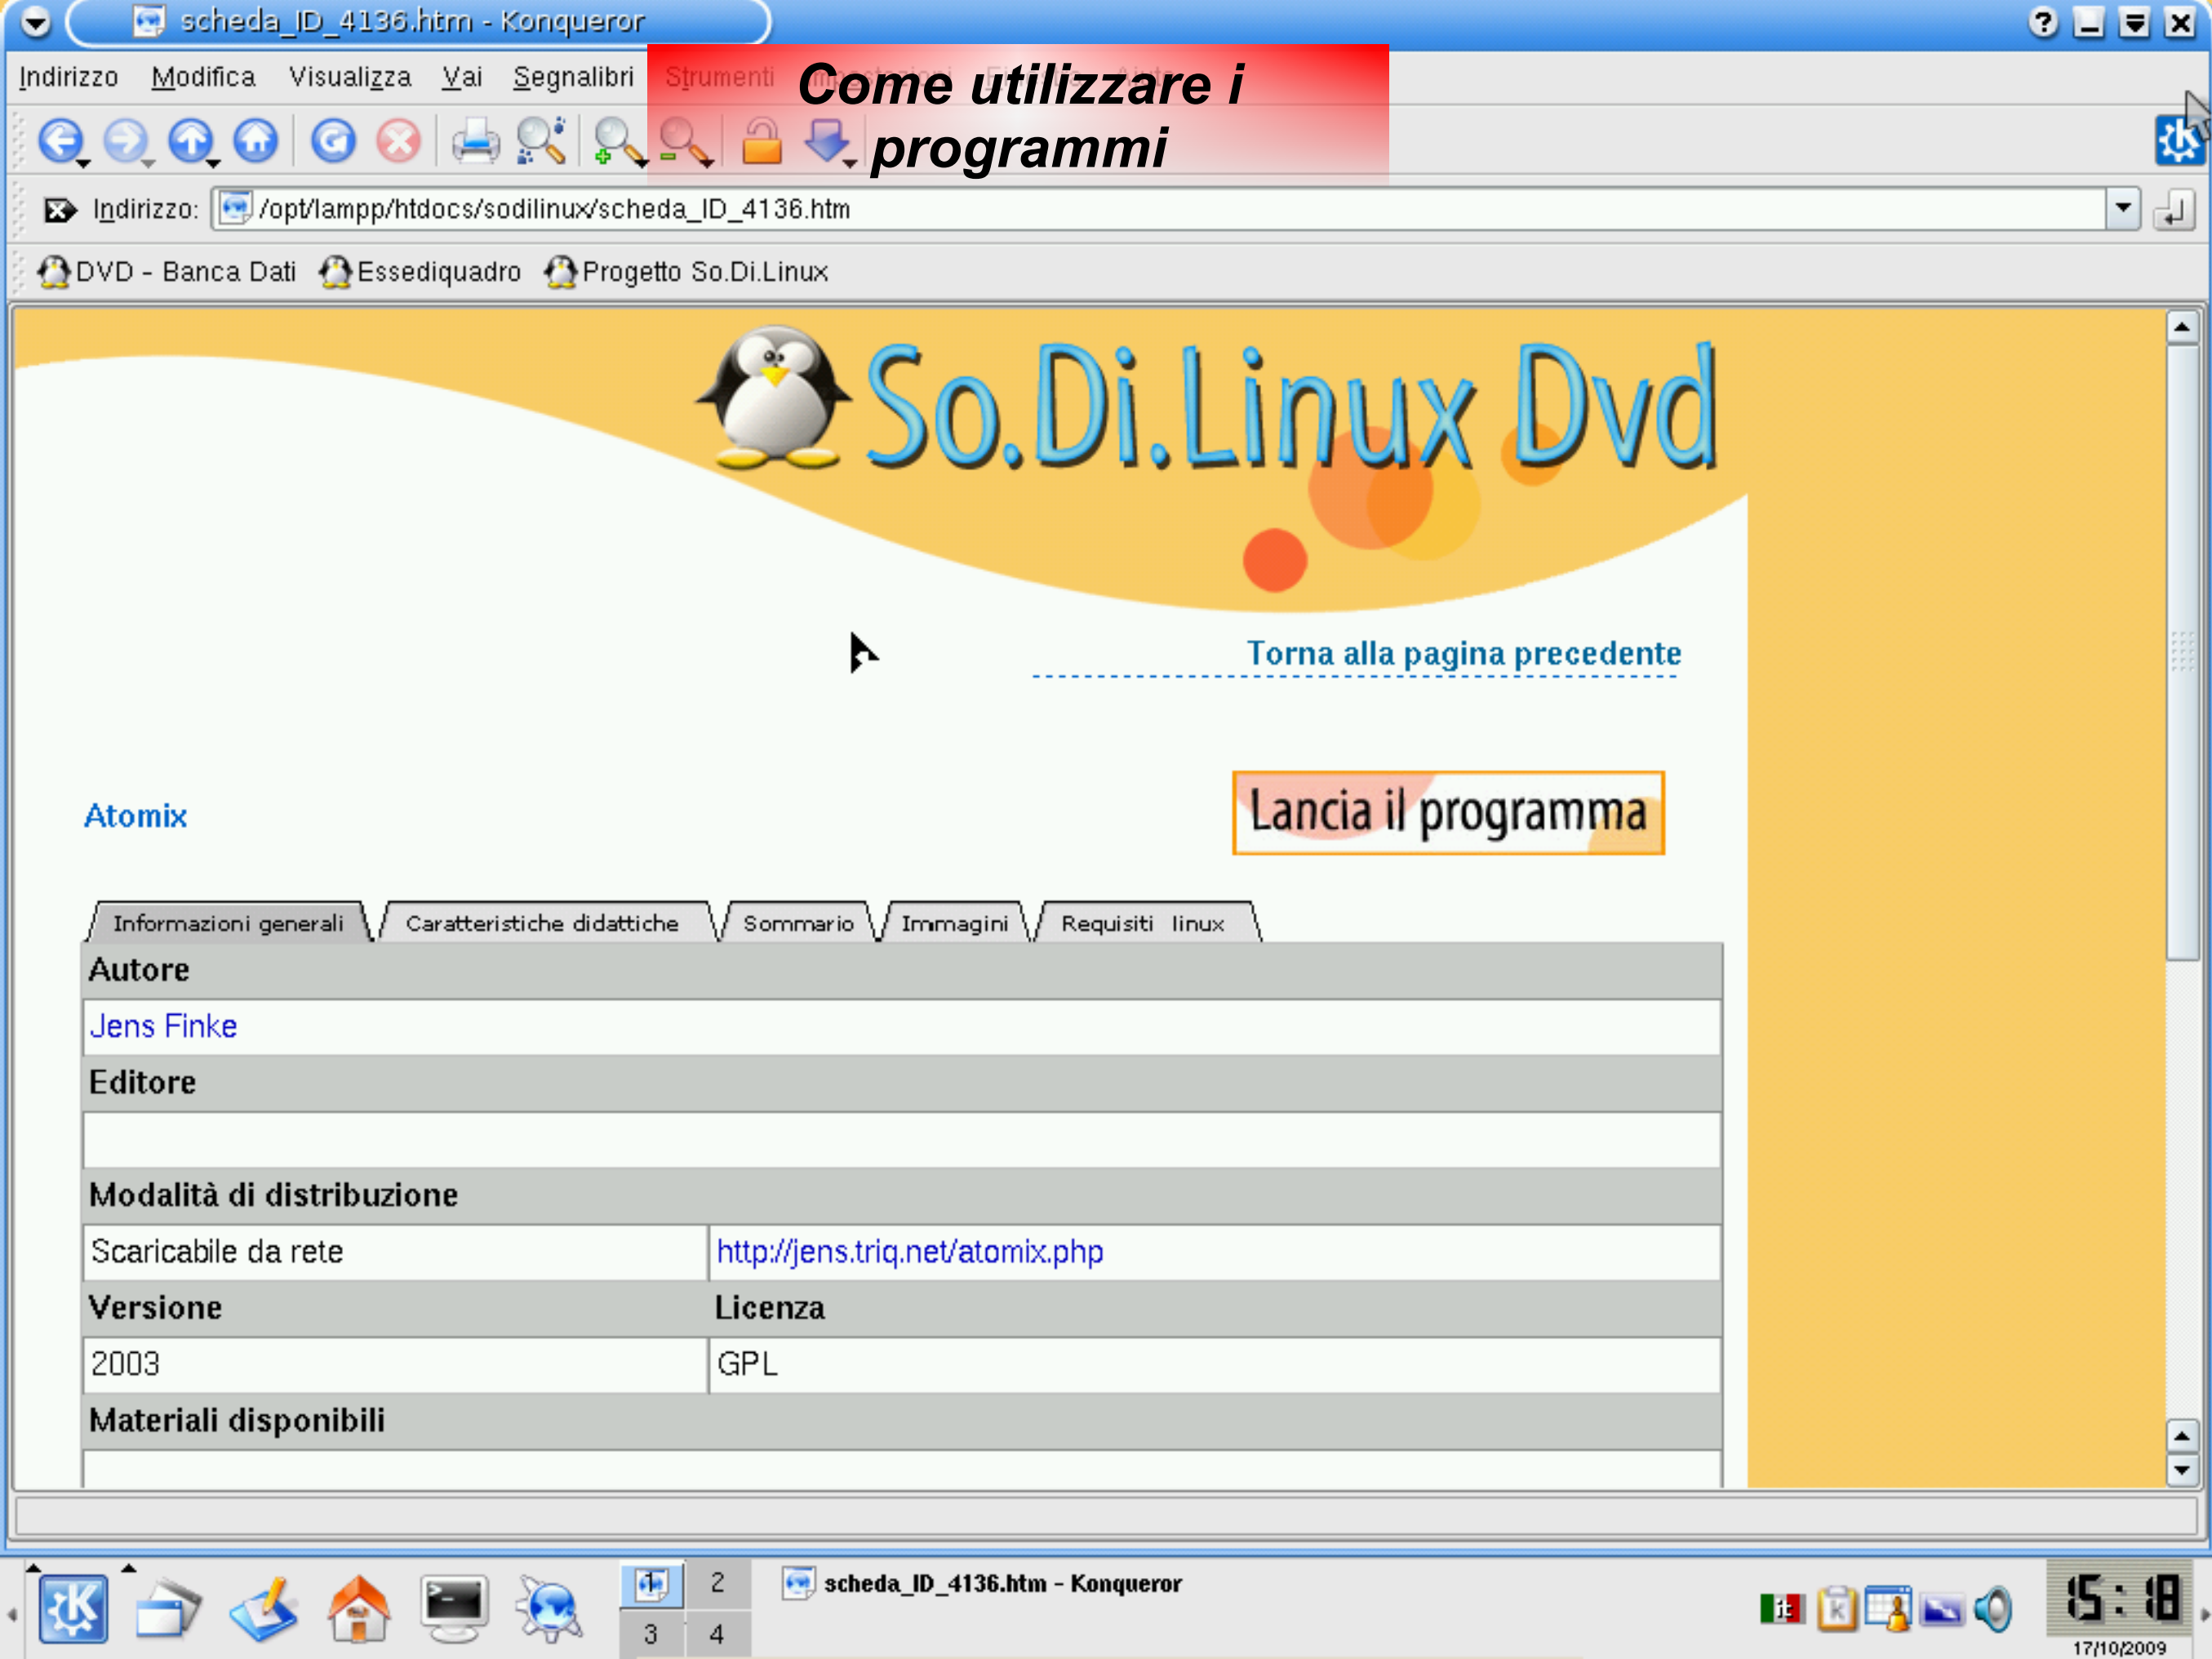 scheda_ID_4136.htm - Konqueror
Indirizzo Modifica Visualizza Vai Segnalibri Strumenti
Come utilizzare i
programmi
Indirizzo: /opt/lampp/htdocs/sodilinux/scheda_ID_4136.htm
DVD - Banca Dati Essediquadro Progetto So.Di.Linux
So.Di.Linux Dvd
Torna alla pagina precedente
Atomix
Lancia il programma
Informazioni generali Caratteristiche didattiche Sommario Immagini Requisiti linux
Autore
Jens Finke
Editore
Modalità di distribuzione
Scaricabile da rete http://jens.triq.net/atomix.php
Versione Licenza
2003 GPL
Materiali disponibili
1 2
3 4
scheda_ID_4136.htm - Konqueror
it
15:18
17/10/2009